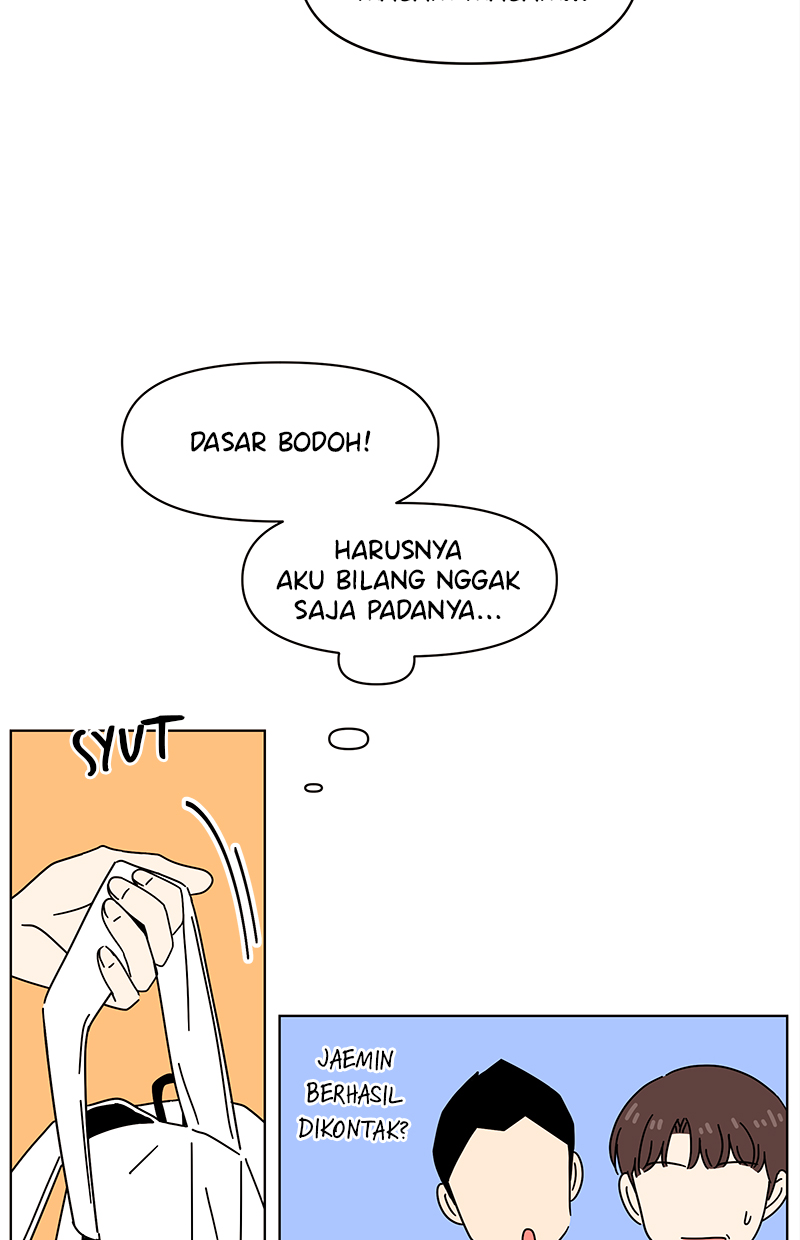 DASAR BODOH!
HARUSNYA
AKU BILANG NGGAK
SAJA PADANYA...
SYUT
JAEMIN
BERHASIL
DIKONTAK?